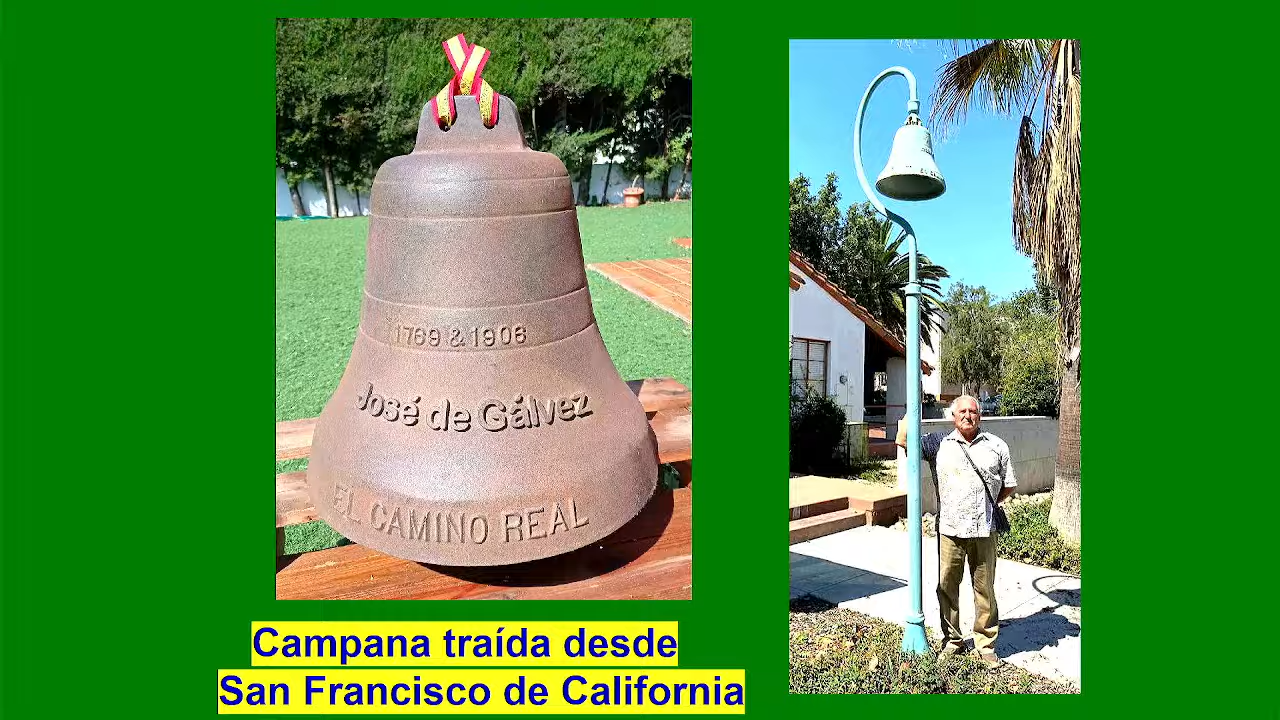 1769 & 1906
José de Gálvez
EL CAMINO REAL
Campana traída desde
San Francisco de California